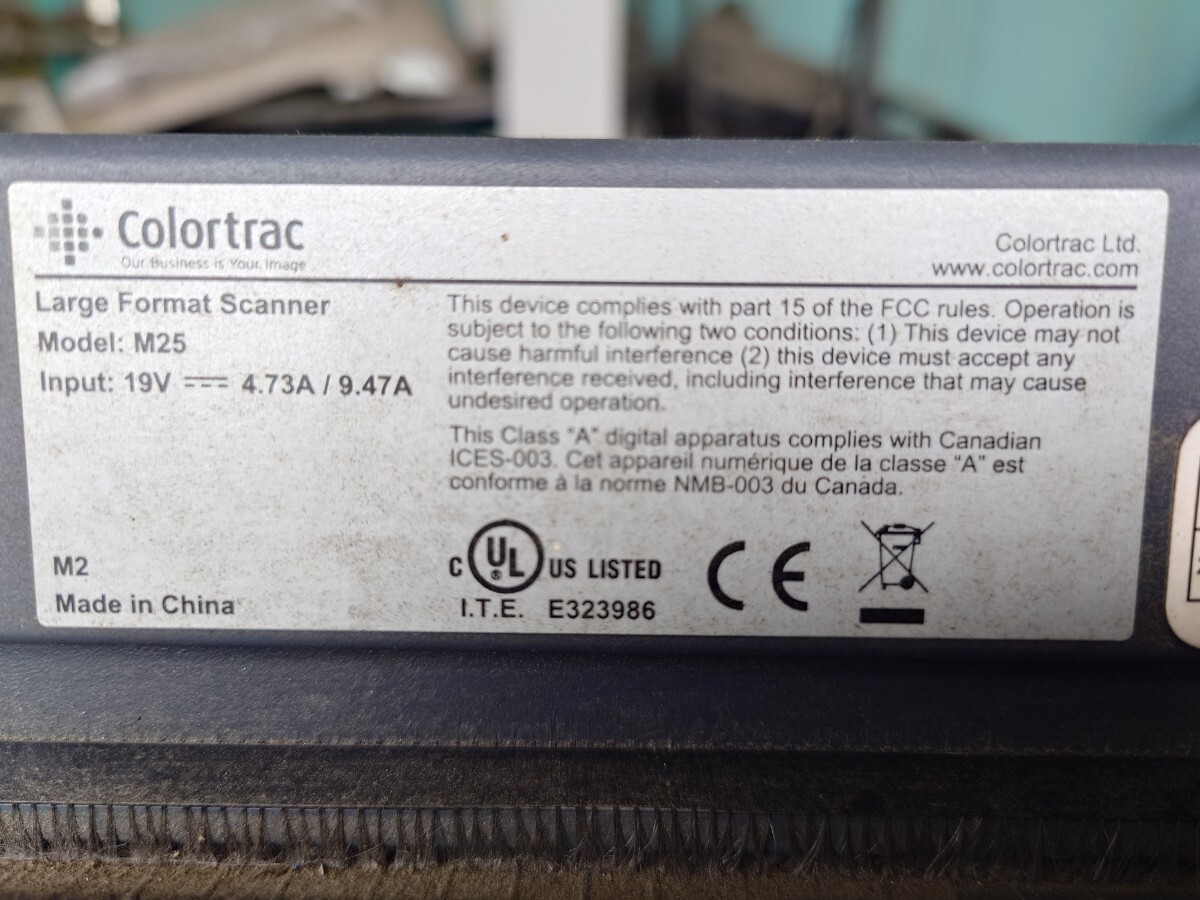 Colortrac
Our Business is Your Image
Colortrac Ltd.
www.colortrac.com
Large Format Scanner
Model: M25
Input: 19V ⎓ 4.73A / 9.47A
This device complies with part 15 of the FCC rules. Operation is
subject to the following two conditions: (1) This device may not
cause harmful interference (2) this device must accept any
interference received, including interference that may cause
undesired operation.
This Class "A" digital apparatus complies with Canadian
ICES-003. Cet appareil numérique de la classe “A” est
conforme à la norme NMB-003 du Canada.
M2
Made in China
C UL ® US LISTED
I.T.E. E323986
CE